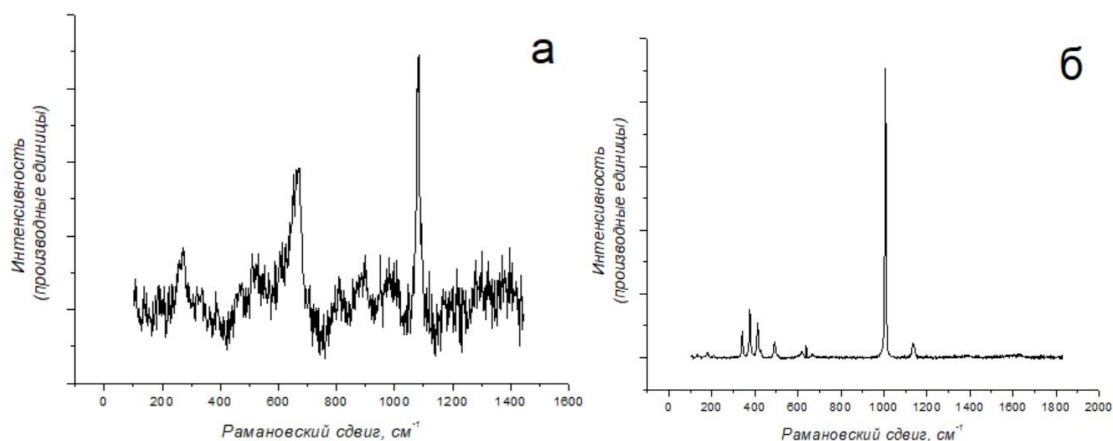 а
Интенсивность
(производные единицы)
0 200 400 600 800 1000 1200 1400 1600
Рамановский сдвиг, см⁻¹
б
Интенсивность
(производные единицы)
0 200 400 600 800 1000 1200 1400 1600 1800 2000
Рамановский сдвиг, см⁻¹